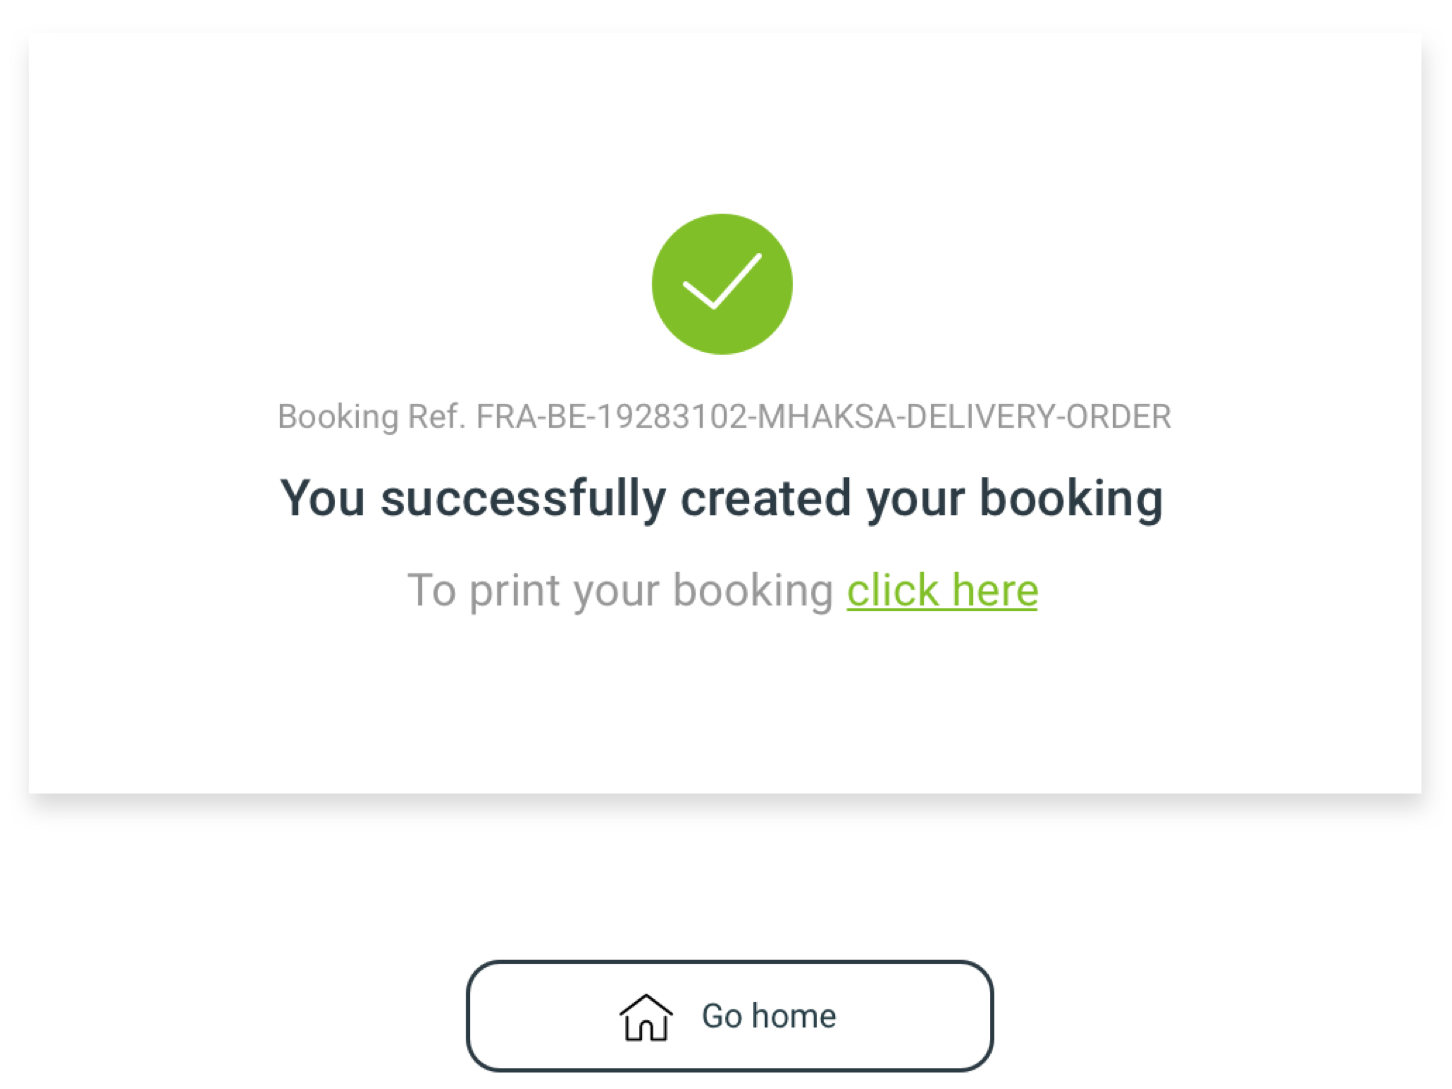 Booking Ref. FRA-BE-19283102-MHAKSA-DELIVERY-ORDER
You successfully created your booking
To print your booking click here
Go home